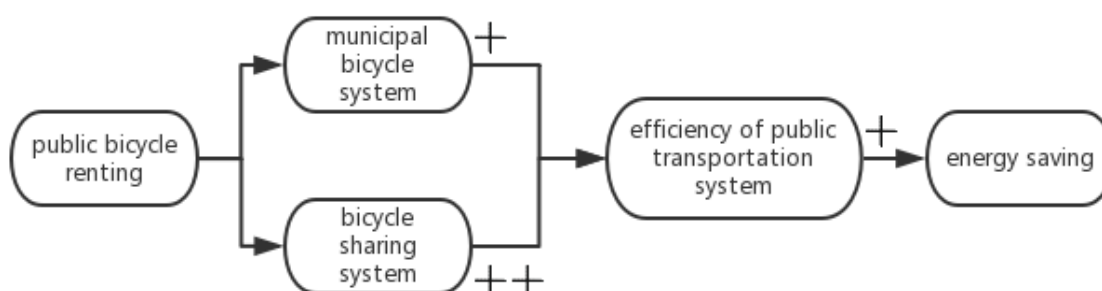 public bicycle
renting
municipal
bicycle
system
+
bicycle
sharing
system
++
efficiency of public
transportation
system
+
energy saving